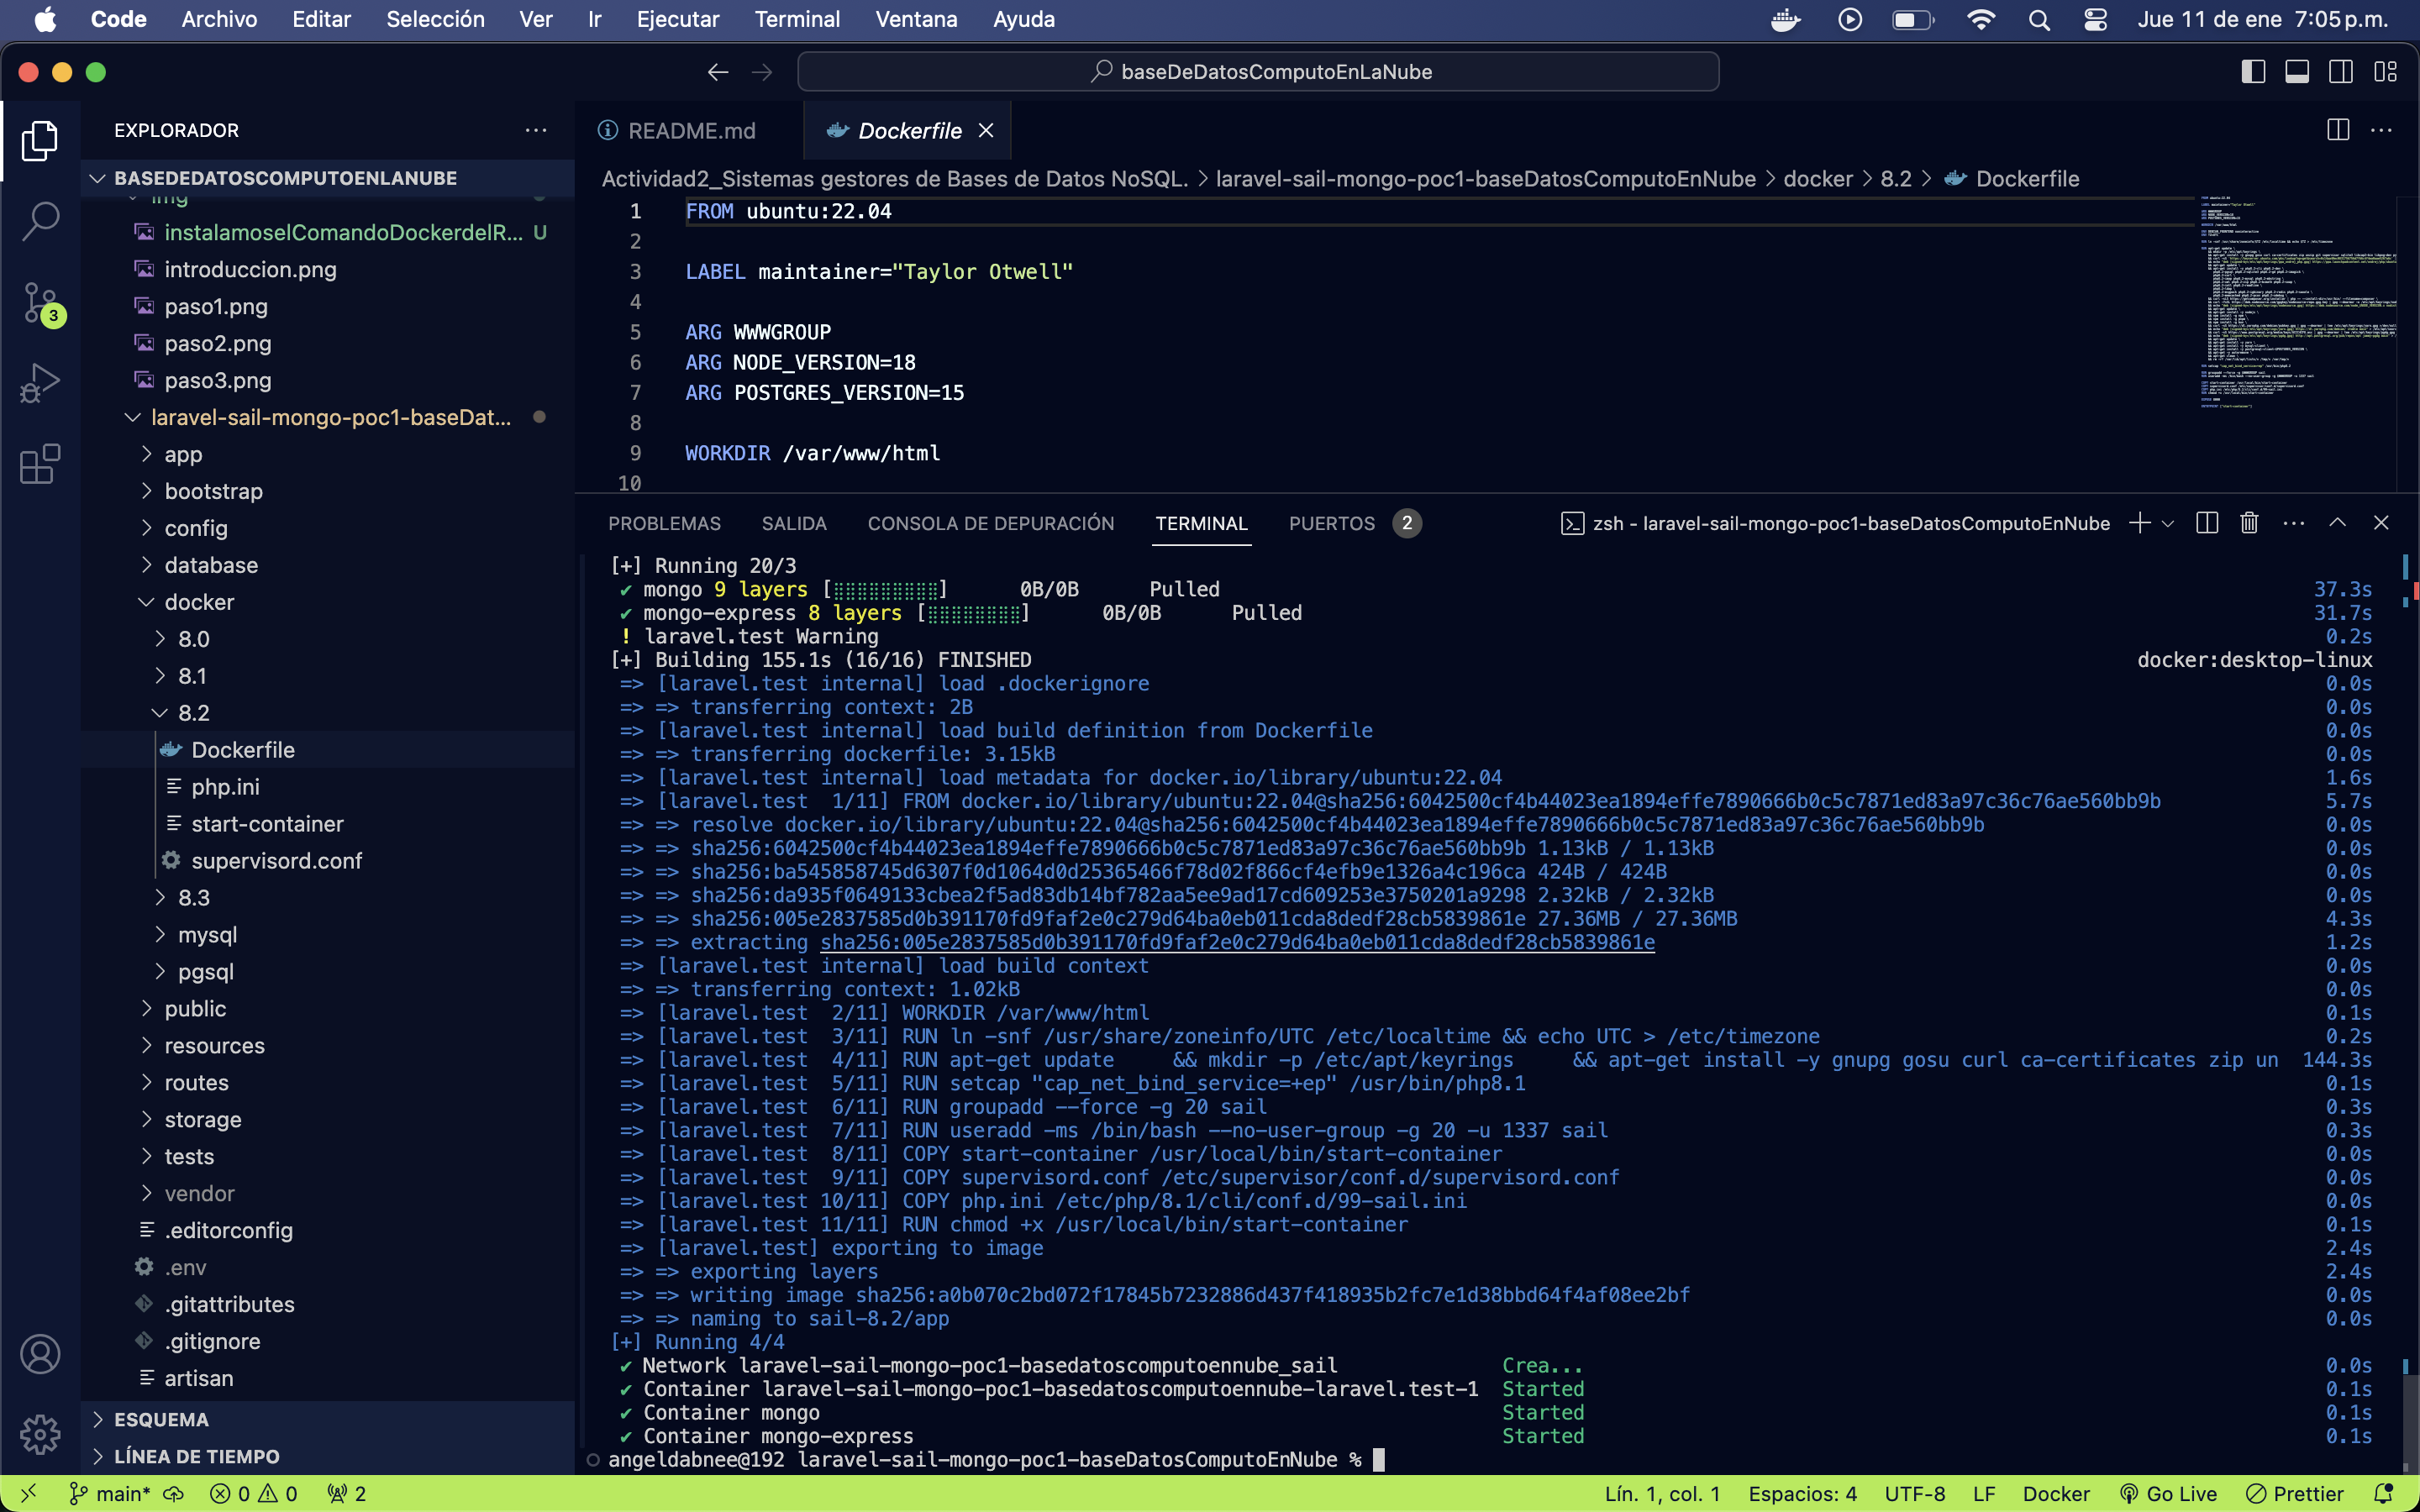 Code Archivo Editar Selección Ver Ir Ejecutar Terminal Ventana Ayuda Jue 11 de ene 7:05 p.m.
baseDeDatosComputoEnLaNube
EXPLORADOR
BASEDEDATOSCOMPUTOENLANUBE
img
instalamoselComandoDockerdelR... U
introduccion.png
paso1.png
3
paso2.png
paso3.png
laravel-sail-mongo-poc1-baseDat...
app
bootstrap
config
database
docker
8.0
8.1
8.2
Dockerfile
php.ini
start-container
supervisord.conf
8.3
mysql
pgsql
public
resources
routes
storage
tests
vendor
.editorconfig
.env
.gitattributes
.gitignore
artisan
ESQUEMA
LÍNEA DE TIEMPO
README.md Dockerfile
Actividad2_Sistemas gestores de Bases de Datos NoSQL. > laravel-sail-mongo-poc1-baseDatosComputoEnNube > docker > 8.2 > Dockerfile
1 FROM ubuntu:22.04
2
3 LABEL maintainer="Taylor Otwell"
4
5 ARG WWWGROUP
6 ARG NODE_VERSION=18
7 ARG POSTGRES_VERSION=15
8
9 WORKDIR /var/www/html
10
PROBLEMAS SALIDA CONSOLA DE DEPURACIÓN TERMINAL PUERTOS 2 zsh - laravel-sail-mongo-poc1-baseDatosComputoEnNube
[+] Running 20/3
✔ mongo 9 layers [⣿⣿⣿⣿⣿⣿⣿⣿⣿] 0B/0B Pulled 37.3s
✔ mongo-express 8 layers [⣿⣿⣿⣿⣿⣿⣿⣿] 0B/0B Pulled 31.7s
! laravel.test Warning 0.2s
[+] Building 155.1s (16/16) FINISHED docker:desktop-linux
=> [laravel.test internal] load .dockerignore 0.0s
=> => transferring context: 2B 0.0s
=> [laravel.test internal] load build definition from Dockerfile 0.0s
=> => transferring dockerfile: 3.15kB 0.0s
=> [laravel.test internal] load metadata for docker.io/library/ubuntu:22.04 1.6s
=> [laravel.test 1/11] FROM docker.io/library/ubuntu:22.04@sha256:6042500cf4b44023ea1894effe7890666b0c5c7871ed83a97c36c76ae560bb9b 5.7s
=> => resolve docker.io/library/ubuntu:22.04@sha256:6042500cf4b44023ea1894effe7890666b0c5c7871ed83a97c36c76ae560bb9b 0.0s
=> => sha256:6042500cf4b44023ea1894effe7890666b0c5c7871ed83a97c36c76ae560bb9b 1.13kB / 1.13kB 0.0s
=> => sha256:ba545858745d6307f0d1064d0d25365466f78d02f866cf4efb9e1326a4c196ca 424B / 424B 0.0s
=> => sha256:da935f0649133cbea2f5ad83db14bf782aa5ee9ad17cd609253e3750201a9298 2.32kB / 2.32kB 0.0s
=> => sha256:005e2837585d0b391170fd9faf2e0c279d64ba0eb011cda8dedf28cb5839861e 27.36MB / 27.36MB 4.3s
=> => extracting sha256:005e2837585d0b391170fd9faf2e0c279d64ba0eb011cda8dedf28cb5839861e 1.2s
=> [laravel.test internal] load build context 0.0s
=> => transferring context: 1.02kB 0.0s
=> [laravel.test 2/11] WORKDIR /var/www/html 0.1s
=> [laravel.test 3/11] RUN ln -snf /usr/share/zoneinfo/UTC /etc/localtime && echo UTC > /etc/timezone 0.2s
=> [laravel.test 4/11] RUN apt-get update && mkdir -p /etc/apt/keyrings && apt-get install -y gnupg gosu curl ca-certificates zip un 144.3s
=> [laravel.test 5/11] RUN setcap "cap_net_bind_service=+ep" /usr/bin/php8.1 0.1s
=> [laravel.test 6/11] RUN groupadd --force -g 20 sail 0.3s
=> [laravel.test 7/11] RUN useradd -ms /bin/bash --no-user-group -g 20 -u 1337 sail 0.3s
=> [laravel.test 8/11] COPY start-container /usr/local/bin/start-container 0.0s
=> [laravel.test 9/11] COPY supervisord.conf /etc/supervisor/conf.d/supervisord.conf 0.0s
=> [laravel.test 10/11] COPY php.ini /etc/php/8.1/cli/conf.d/99-sail.ini 0.0s
=> [laravel.test 11/11] RUN chmod +x /usr/local/bin/start-container 0.1s
=> [laravel.test] exporting to image 2.4s
=> => exporting layers 2.4s
=> => writing image sha256:a0b070c2bd072f17845b7232886d437f418935b2fc7e1d38bbd64f4af08ee2bf 0.0s
=> => naming to sail-8.2/app 0.0s
[+] Running 4/4
✔ Network laravel-sail-mongo-poc1-basedatoscomputoennube_sail Crea... 0.0s
✔ Container laravel-sail-mongo-poc1-basedatoscomputoennube-laravel.test-1 Started 0.1s
✔ Container mongo Started 0.1s
✔ Container mongo-express Started 0.1s
angeldabnee@192 laravel-sail-mongo-poc1-baseDatosComputoEnNube %
main* 0 0 2 Lín. 1, col. 1 Espacios: 4 UTF-8 LF Docker Go Live Prettier